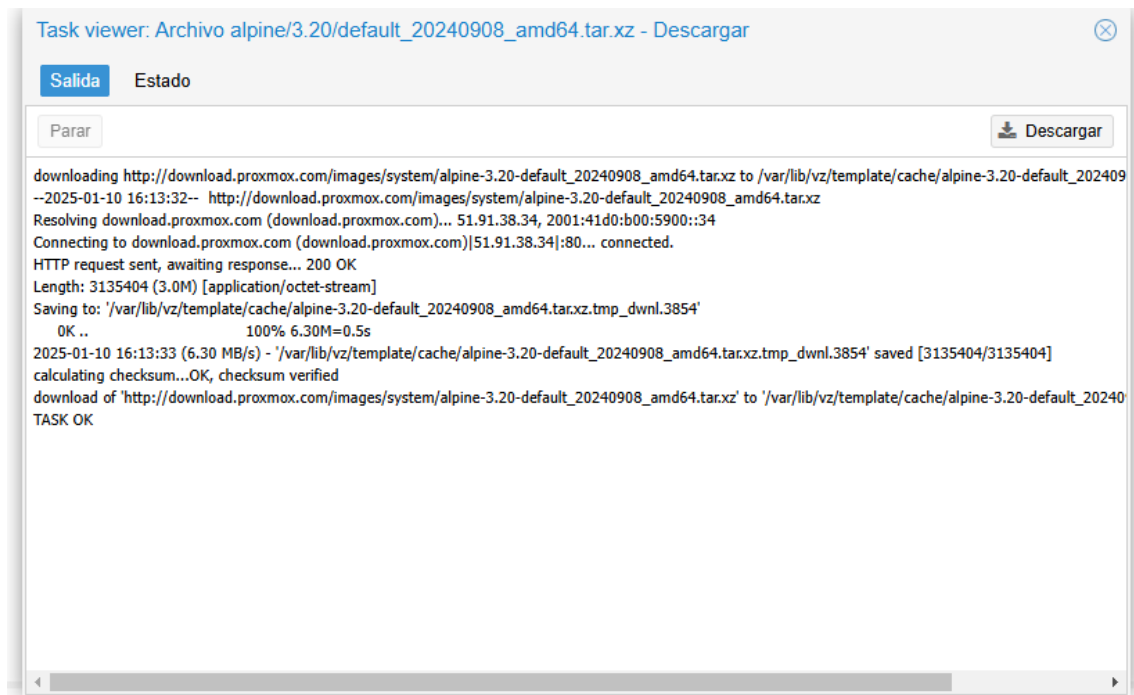 Task viewer: Archivo alpine/3.20/default_20240908_amd64.tar.xz - Descargar
Salida Estado
Parar Descargar
downloading http://download.proxmox.com/images/system/alpine-3.20-default_20240908_amd64.tar.xz to /var/lib/vz/template/cache/alpine-3.20-default_202409
--2025-01-10 16:13:32-- http://download.proxmox.com/images/system/alpine-3.20-default_20240908_amd64.tar.xz
Resolving download.proxmox.com (download.proxmox.com)... 51.91.38.34, 2001:41d0:b00:5900::34
Connecting to download.proxmox.com (download.proxmox.com)|51.91.38.34|:80... connected.
HTTP request sent, awaiting response... 200 OK
Length: 3135404 (3.0M) [application/octet-stream]
Saving to: '/var/lib/vz/template/cache/alpine-3.20-default_20240908_amd64.tar.xz.tmp_dwnl.3854'
0K .. 100% 6.30M=0.5s
2025-01-10 16:13:33 (6.30 MB/s) - '/var/lib/vz/template/cache/alpine-3.20-default_20240908_amd64.tar.xz.tmp_dwnl.3854' saved [3135404/3135404]
calculating checksum...OK, checksum verified
download of 'http://download.proxmox.com/images/system/alpine-3.20-default_20240908_amd64.tar.xz' to '/var/lib/vz/template/cache/alpine-3.20-default_20240
TASK OK